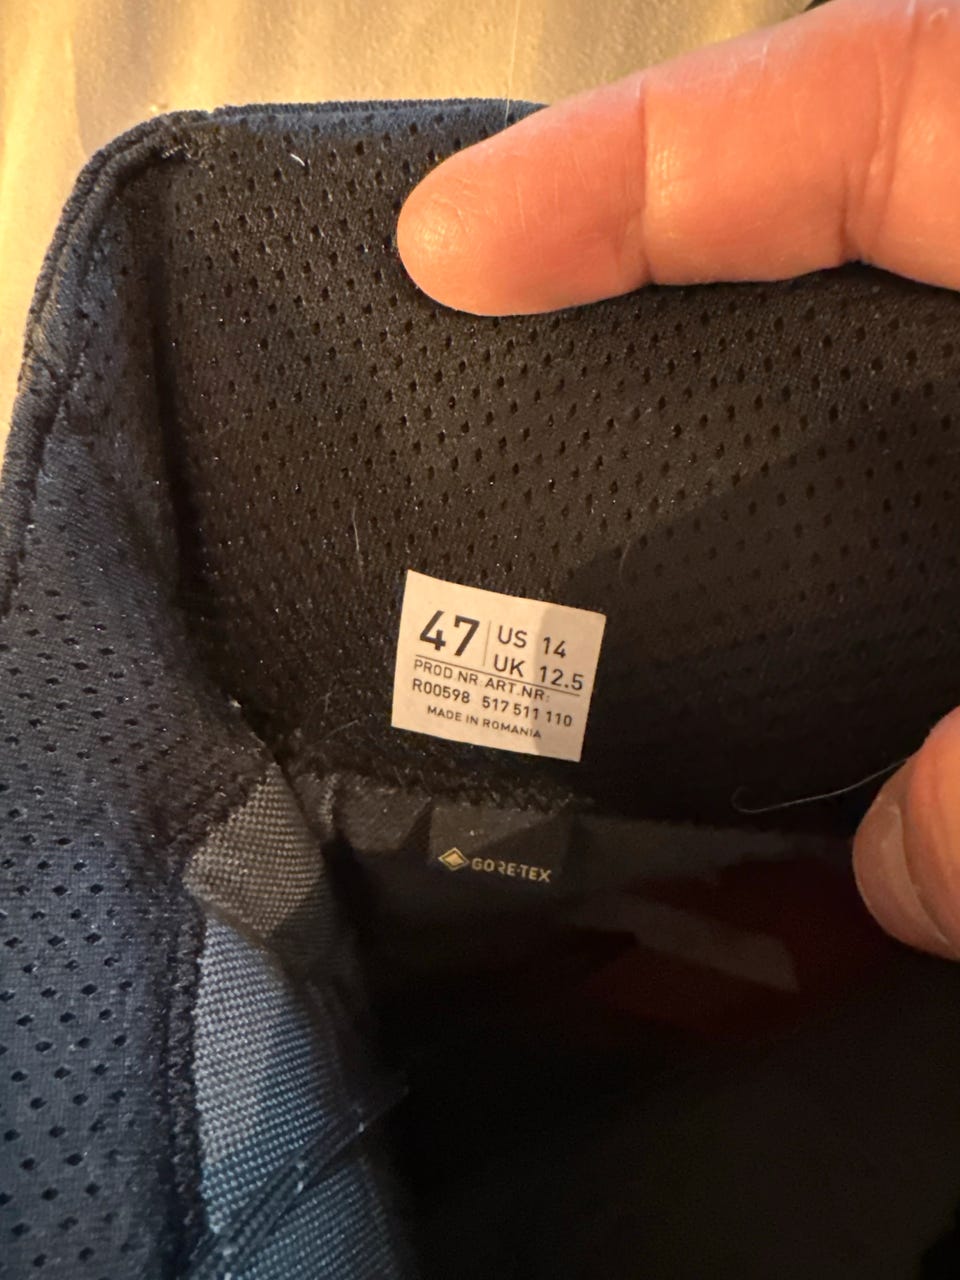 47 US 14
UK 12.5
PROD.NR. ART.NR:
R00598 517 511 110
MADE IN ROMANIA
GORE-TEX